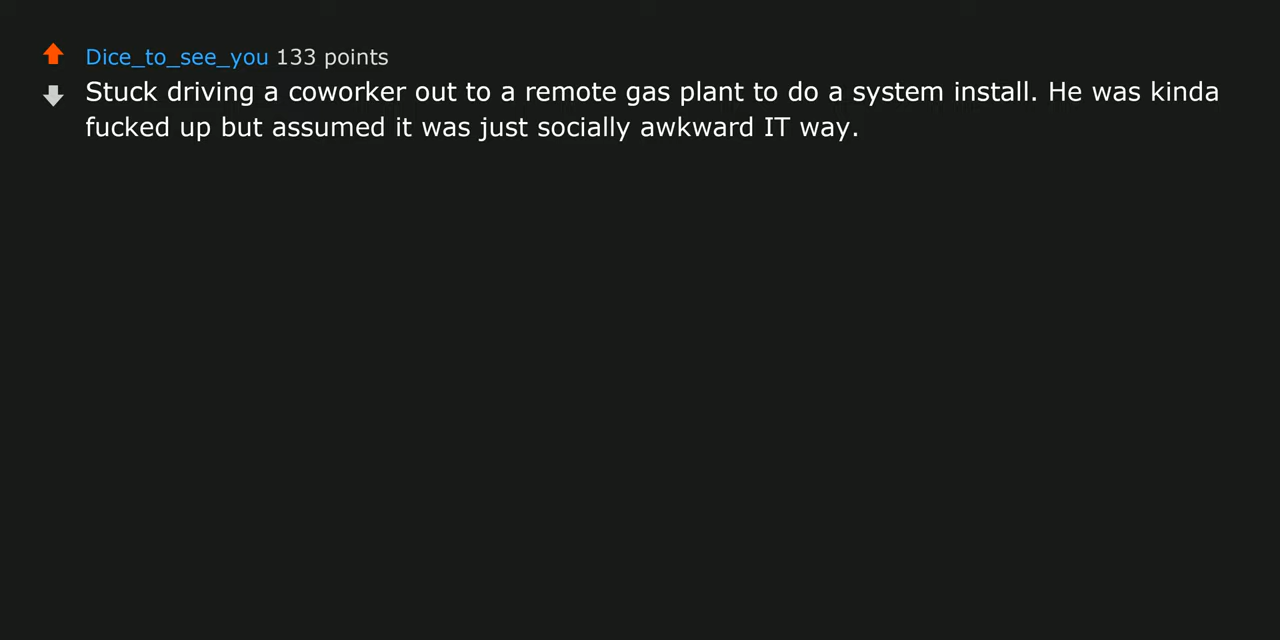 Dice_to_see_you 133 points
Stuck driving a coworker out to a remote gas plant to do a system install. He was kinda
fucked up but assumed it was just socially awkward IT way.